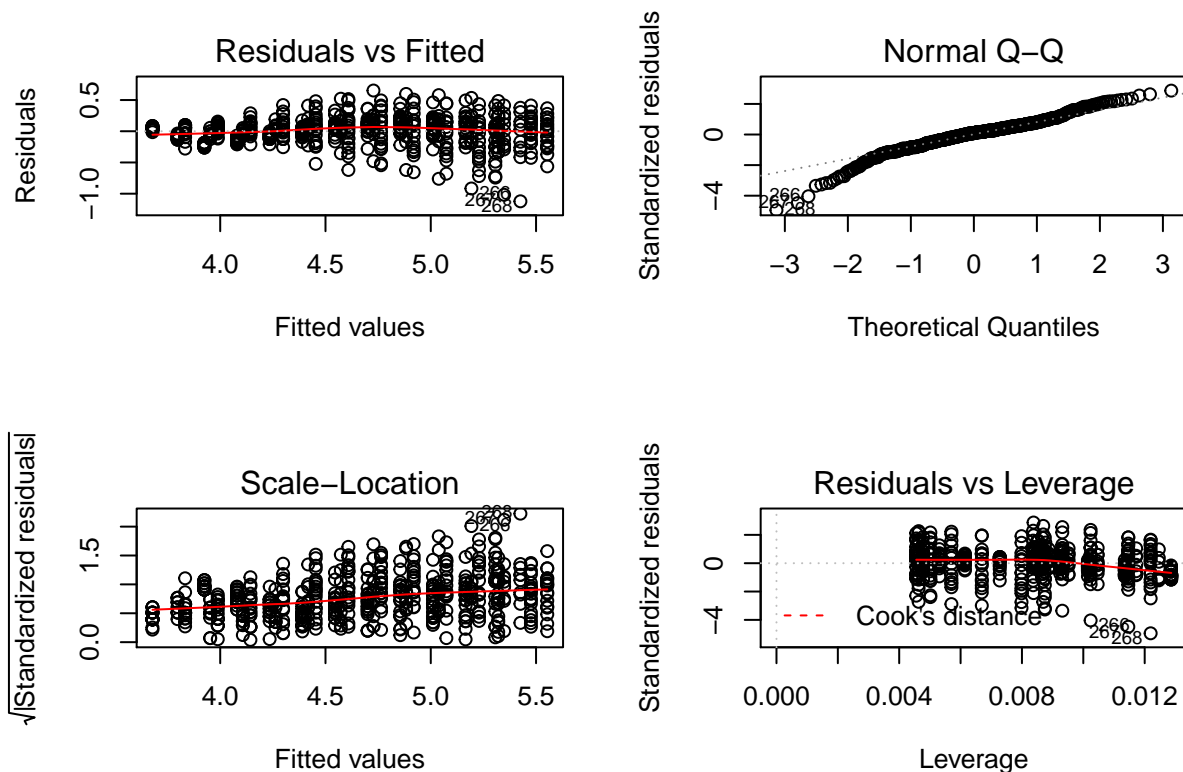 Residuals vs Fitted
Residuals
0.5
−1.0
4.0 4.5 5.0 5.5
Fitted values
266
267
268
Normal Q−Q
Standardized residuals
0
−4
−3 −2 −1 0 1 2 3
Theoretical Quantiles
266
267
268
Scale−Location
√|Standardized residuals|
1.5
0.0
4.0 4.5 5.0 5.5
Fitted values
268
267
266
Residuals vs Leverage
Standardized residuals
0
−4
0.000 0.004 0.008 0.012
Leverage
Cook's distance
266
267
268